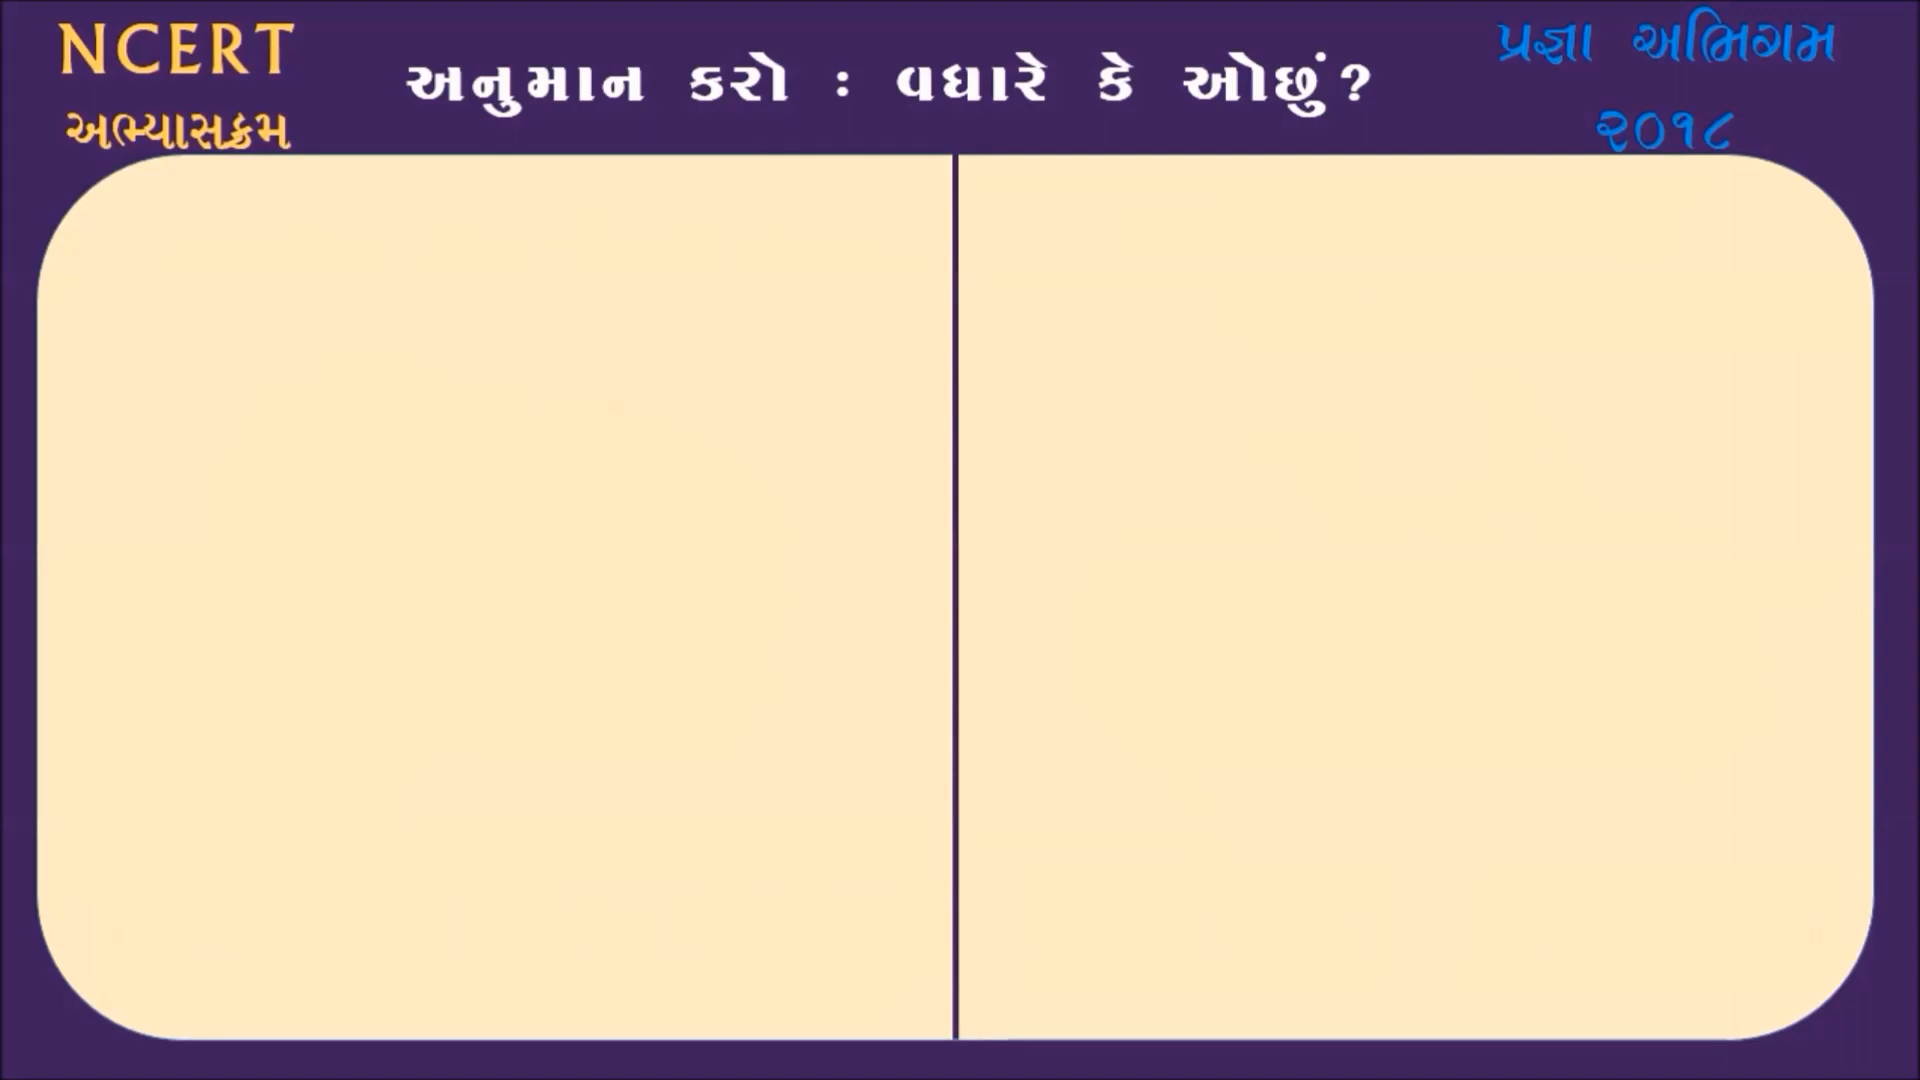 NCERT
અભ્યાસક્રમ
અનુમાન કરો : વધારે કે ઓછું?
પ્રજ્ઞા અભિગમ
૨૦૧૮